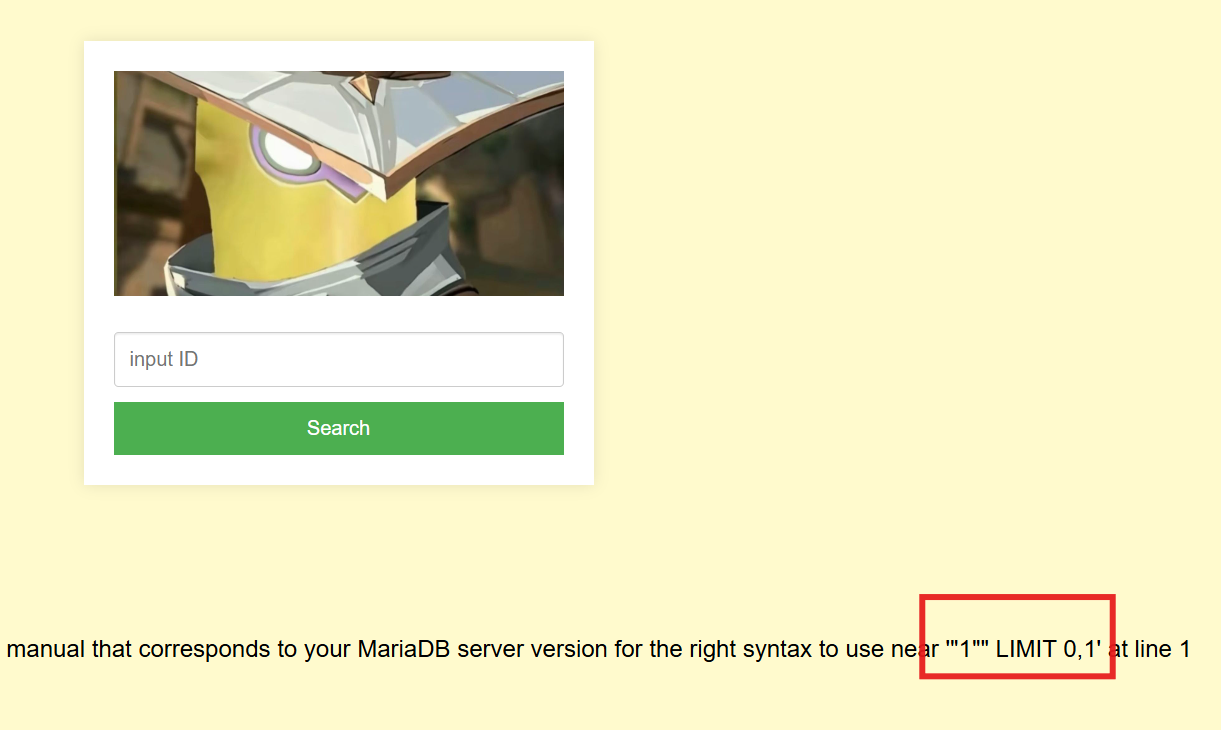 input ID
Search
manual that corresponds to your MariaDB server version for the right syntax to use near '"1"" LIMIT 0,1' at line 1